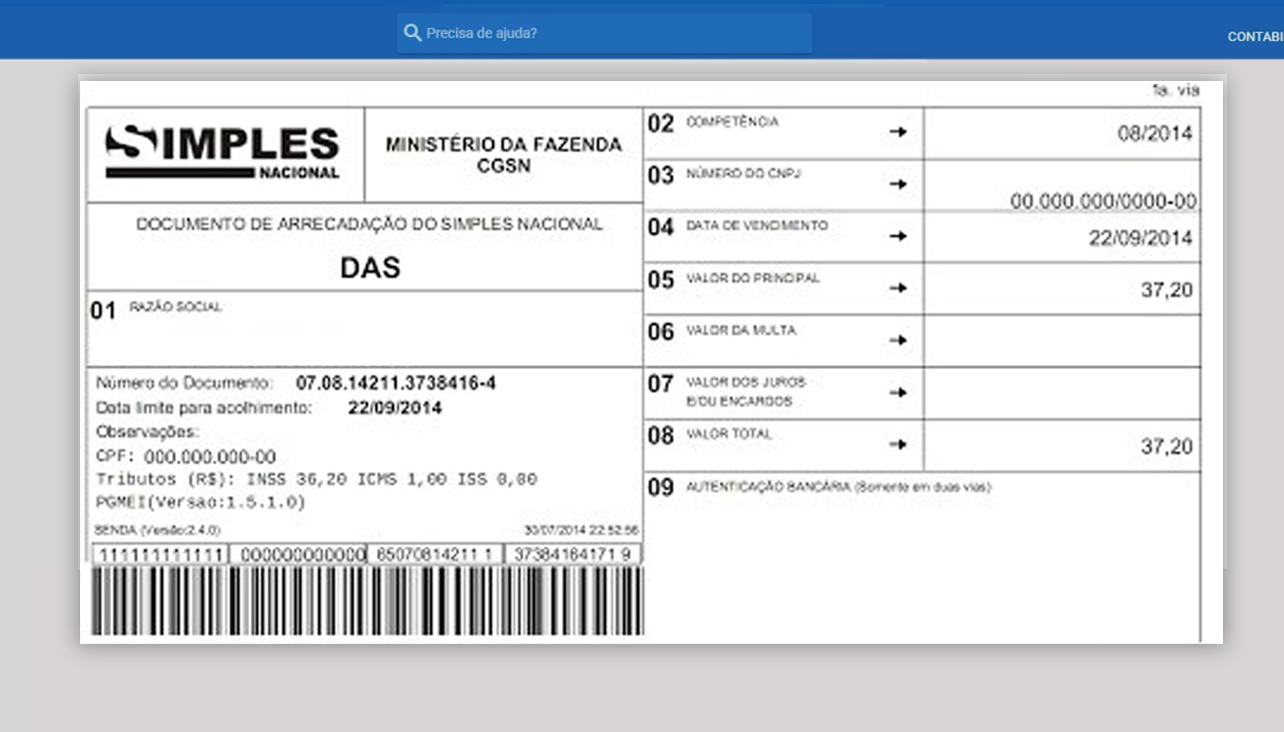 Precisa de ajuda?
CONTABI
1a. via
SIMPLES
NACIONAL
MINISTÉRIO DA FAZENDA
CGSN
DOCUMENTO DE ARRECADAÇÃO DO SIMPLES NACIONAL
DAS
01 RAZÃO SOCIAL
Número do Documento: 07.08.14211.3738416-4
Data limite para acolhimento: 22/09/2014
Observações:
CPF: 000.000.000-00
Tributos (R$): INSS 36,20 ICMS 1,00 ISS 0,00
PGMEI(Versao:1.5.1.0)
SENDA (Versão:2.4.0) 30/07/2014 22:52:56
111111111111 000000000000 65070814211 1 37384164171 9
02 COMPETÊNCIA 08/2014
03 NÚMERO DO CNPJ 00.000.000/0000-00
04 DATA DE VENCIMENTO 22/09/2014
05 VALOR DO PRINCIPAL 37,20
06 VALOR DA MULTA
07 VALOR DOS JUROS
E/OU ENCARGOS
08 VALOR TOTAL 37,20
09 AUTENTICAÇÃO BANCÁRIA (Somente em duas vias)